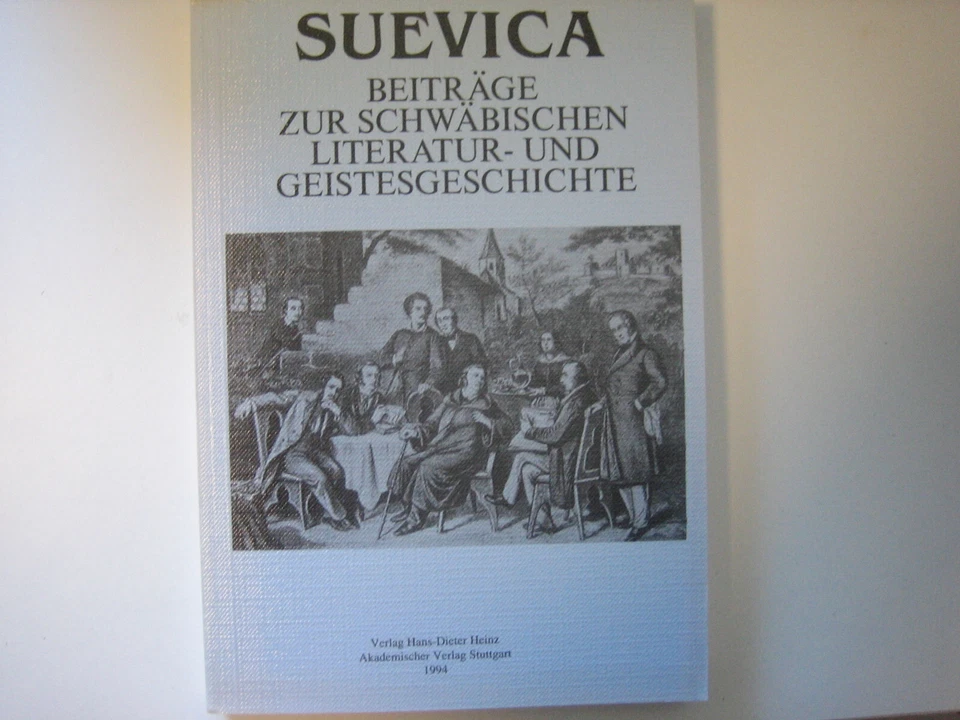 SUEVICA
BEITRÄGE
ZUR SCHWÄBISCHEN
LITERATUR- UND
GEISTESGESCHICHTE
Verlag Hans-Dieter Heinz
Akademischer Verlag Stuttgart
1994